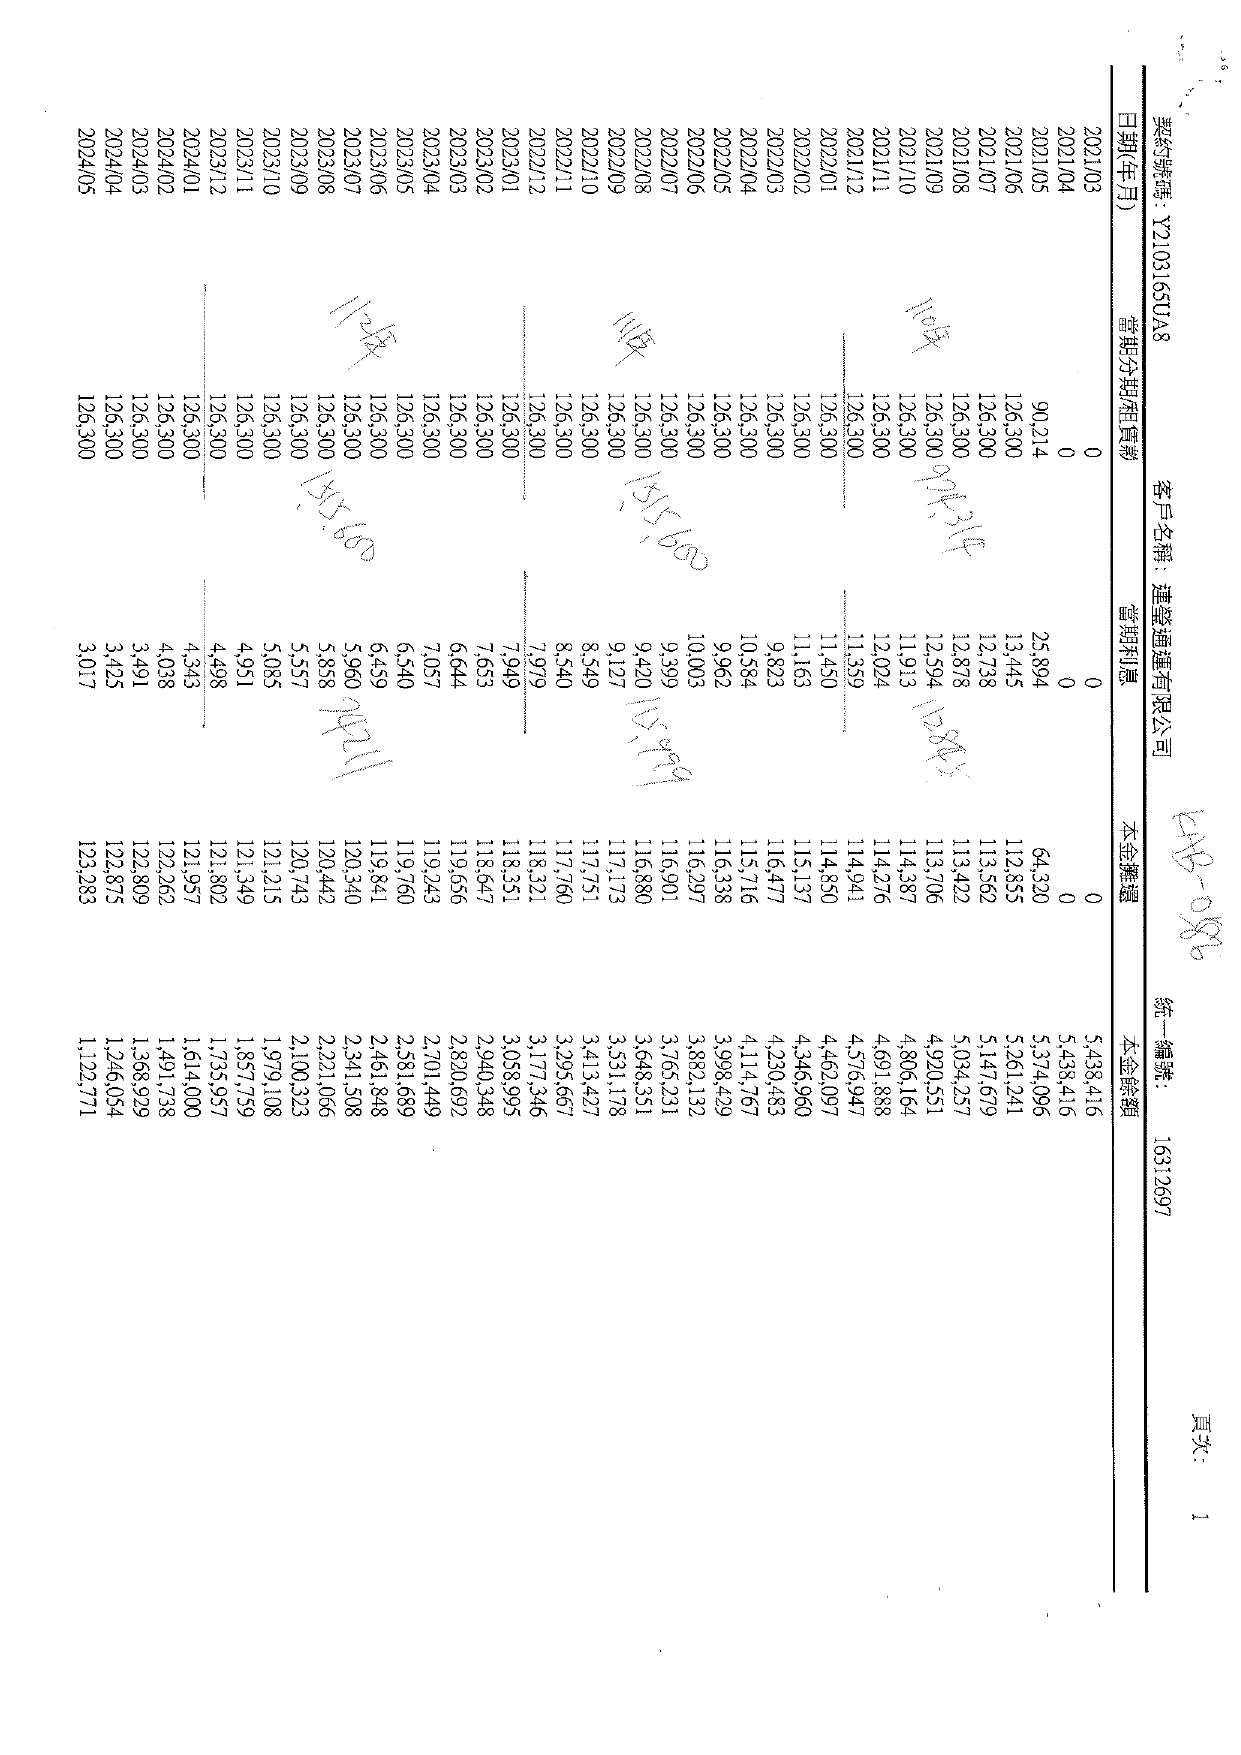 頁次： 1
KAB-0886
契約號碼：Y2103165UA8 客戶名稱：建瑩通運有限公司 統一編號： 16312697
日期(年月) 當期分期/租賃款 當期利息 本金攤還 本金餘額
2021/03 0 0 0 5,438,416
2021/04 0 0 0 5,438,416
2021/05 90,214 25,894 64,320 5,374,096
2021/06 126,300 13,445 112,855 5,261,241
2021/07 126,300 12,738 113,562 5,147,679
2021/08 126,300 12,878 113,422 5,034,257
2021/09 126,300 12,594 113,706 4,920,551
110年 974,314 112845
2021/10 126,300 11,913 114,387 4,806,164
2021/11 126,300 12,024 114,276 4,691,888
2021/12 126,300 11,359 114,941 4,576,947
2022/01 126,300 11,450 114,850 4,462,097
2022/02 126,300 11,163 115,137 4,346,960
2022/03 126,300 9,823 116,477 4,230,483
2022/04 126,300 10,584 115,716 4,114,767
2022/05 126,300 9,962 116,338 3,998,429
2022/06 126,300 10,003 116,297 3,882,132
2022/07 126,300 9,399 116,901 3,765,231
2022/08 126,300 9,420 116,880 3,648,351
111年 1,515,600 115,999
2022/09 126,300 9,127 117,173 3,531,178
2022/10 126,300 8,549 117,751 3,413,427
2022/11 126,300 8,540 117,760 3,295,667
2022/12 126,300 7,979 118,321 3,177,346
2023/01 126,300 7,949 118,351 3,058,995
2023/02 126,300 7,653 118,647 2,940,348
2023/03 126,300 6,644 119,656 2,820,692
2023/04 126,300 7,057 119,243 2,701,449
2023/05 126,300 6,540 119,760 2,581,689
2023/06 126,300 6,459 119,841 2,461,848
2023/07 126,300 5,960 120,340 2,341,508
112年 1,515,600 74211
2023/08 126,300 5,858 120,442 2,221,066
2023/09 126,300 5,557 120,743 2,100,323
2023/10 126,300 5,085 121,215 1,979,108
2023/11 126,300 4,951 121,349 1,857,759
2023/12 126,300 4,498 121,802 1,735,957
2024/01 126,300 4,343 121,957 1,614,000
2024/02 126,300 4,038 122,262 1,491,738
2024/03 126,300 3,491 122,809 1,368,929
2024/04 126,300 3,425 122,875 1,246,054
2024/05 126,300 3,017 123,283 1,122,771